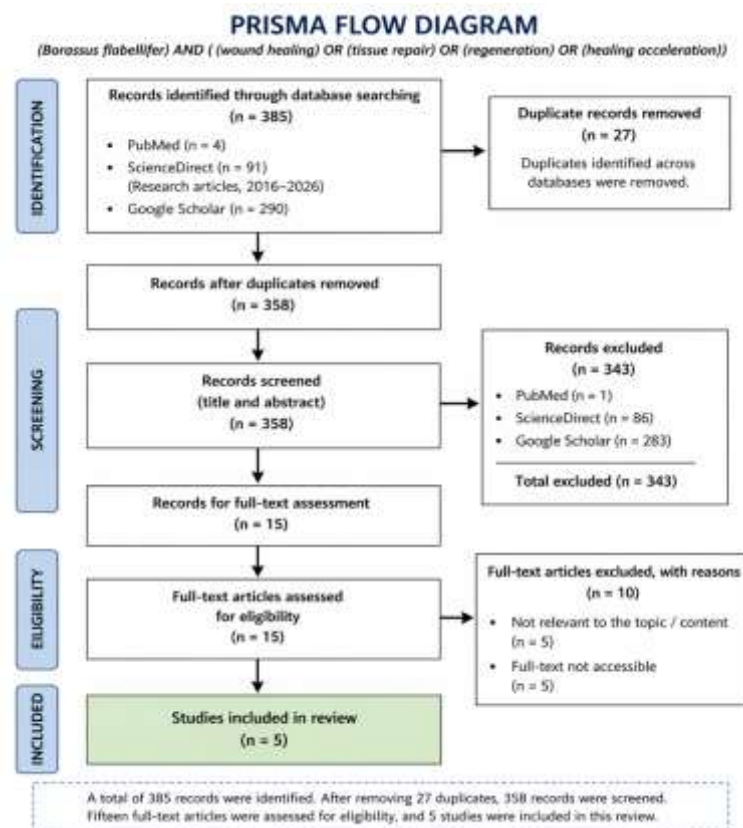 PRISMA FLOW DIAGRAM
(Borassus flabellifer) AND ( (wound healing) OR (tissue repair) OR (regeneration) OR (healing acceleration))
IDENTIFICATION
Records identified through database searching
(n = 385)
• PubMed (n = 4)
• ScienceDirect (n = 91)
(Research articles, 2016–2026)
• Google Scholar (n = 290)
Duplicate records removed
(n = 27)
Duplicates identified across
databases were removed.
Records after duplicates removed
(n = 358)
SCREENING
Records screened
(title and abstract)
(n = 358)
Records excluded
(n = 343)
• PubMed (n = 1)
• ScienceDirect (n = 86)
• Google Scholar (n = 283)
Total excluded (n = 343)
Records for full-text assessment
(n = 15)
EIIGIBILITY
Full-text articles assessed
for eligibility
(n = 15)
Full-text articles excluded, with reasons
(n = 10)
• Not relevant to the topic / content
(n = 5)
• Full-text not accessible
(n = 5)
INCLUDED
Studies included in review
(n = 5)
A total of 385 records were identified. After removing 27 duplicates, 358 records were screened.
Fifteen full-text articles were assessed for eligibility, and 5 studies were included in this review.